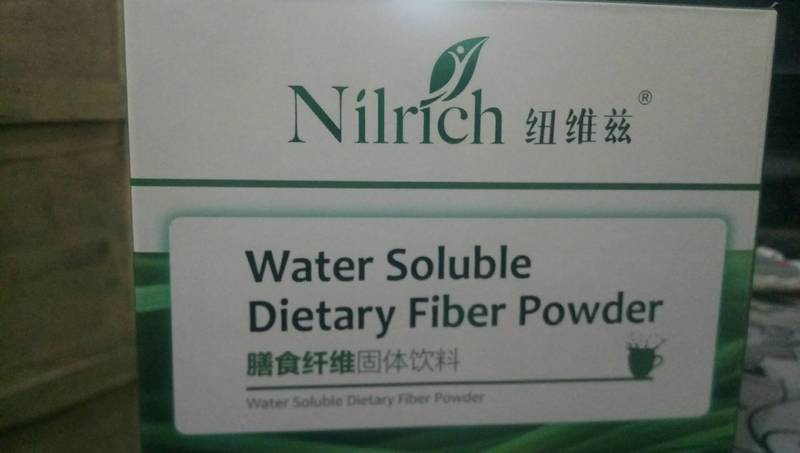 Nilrich 纽维兹®
Water Soluble
Dietary Fiber Powder
膳食纤维固体饮料
Water Soluble Dietary Fiber Powder